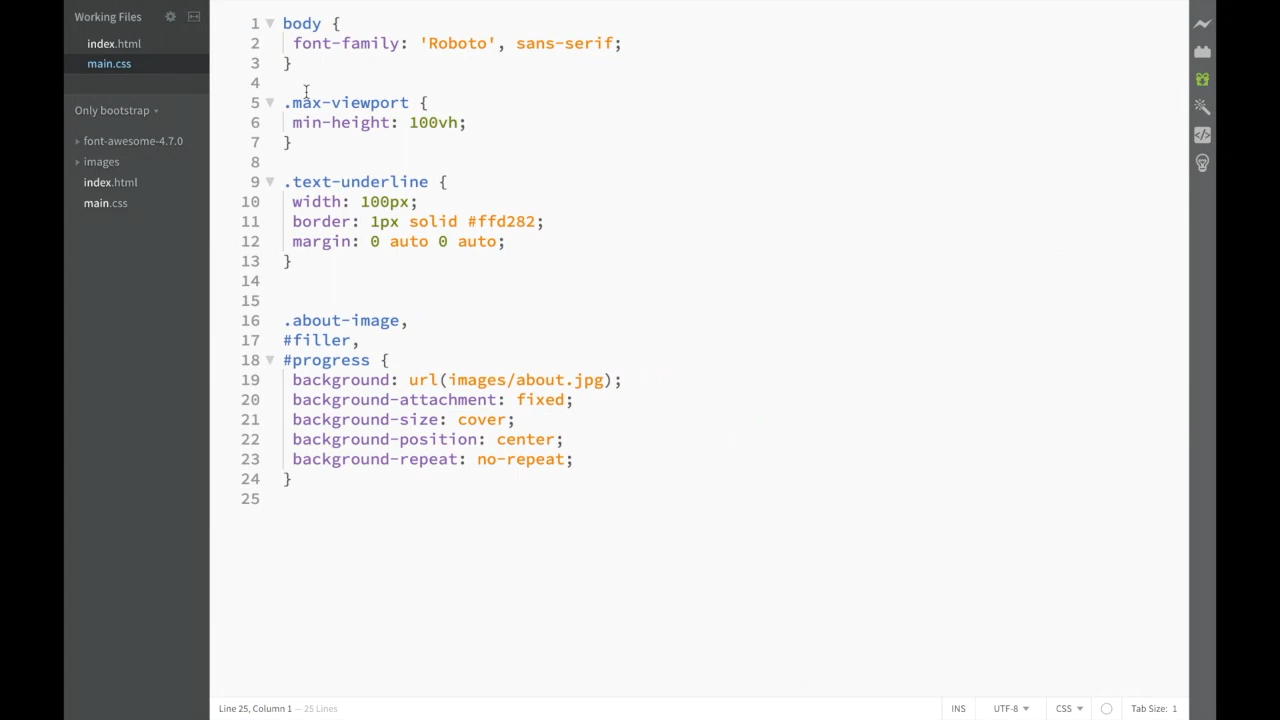 Working Files
index.html
main.css
Only bootstrap
font-awesome-4.7.0
images
index.html
main.css
1 body {
2 font-family: 'Roboto', sans-serif;
3 }
4
5 .max-viewport {
6 min-height: 100vh;
7 }
8
9 .text-underline {
10 width: 100px;
11 border: 1px solid #ffd282;
12 margin: 0 auto 0 auto;
13 }
14
15
16 .about-image,
17 #filler,
18 #progress {
19 background: url(images/about.jpg);
20 background-attachment: fixed;
21 background-size: cover;
22 background-position: center;
23 background-repeat: no-repeat;
24 }
25
Line 25, Column 1 — 25 Lines
INS UTF-8 CSS Tab Size: 1